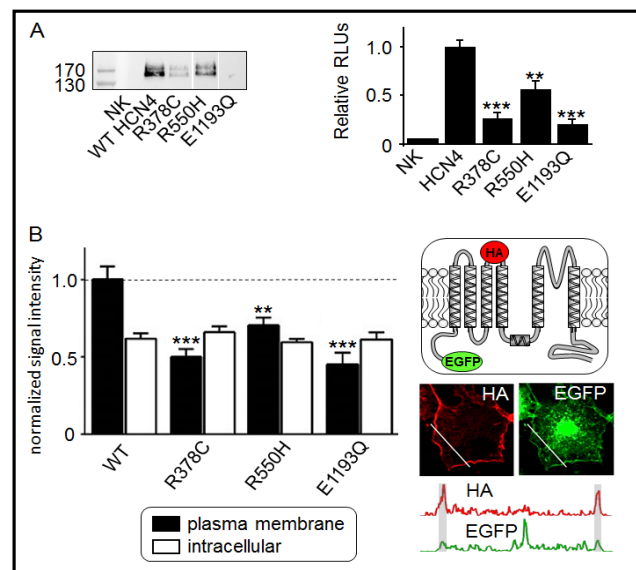 A
170
130
NK
WT HCN4
R378C
R550H
E1193Q
Relative RLUs
1.0
0.5
0
***
**
***
NK
HCN4
R378C
R550H
E1193Q
B
normalized signal intensity
1.0
0.5
0
***
**
***
WT
R378C
R550H
E1193Q
plasma membrane
intracellular
HA
EGFP
HA
EGFP
HA
EGFP